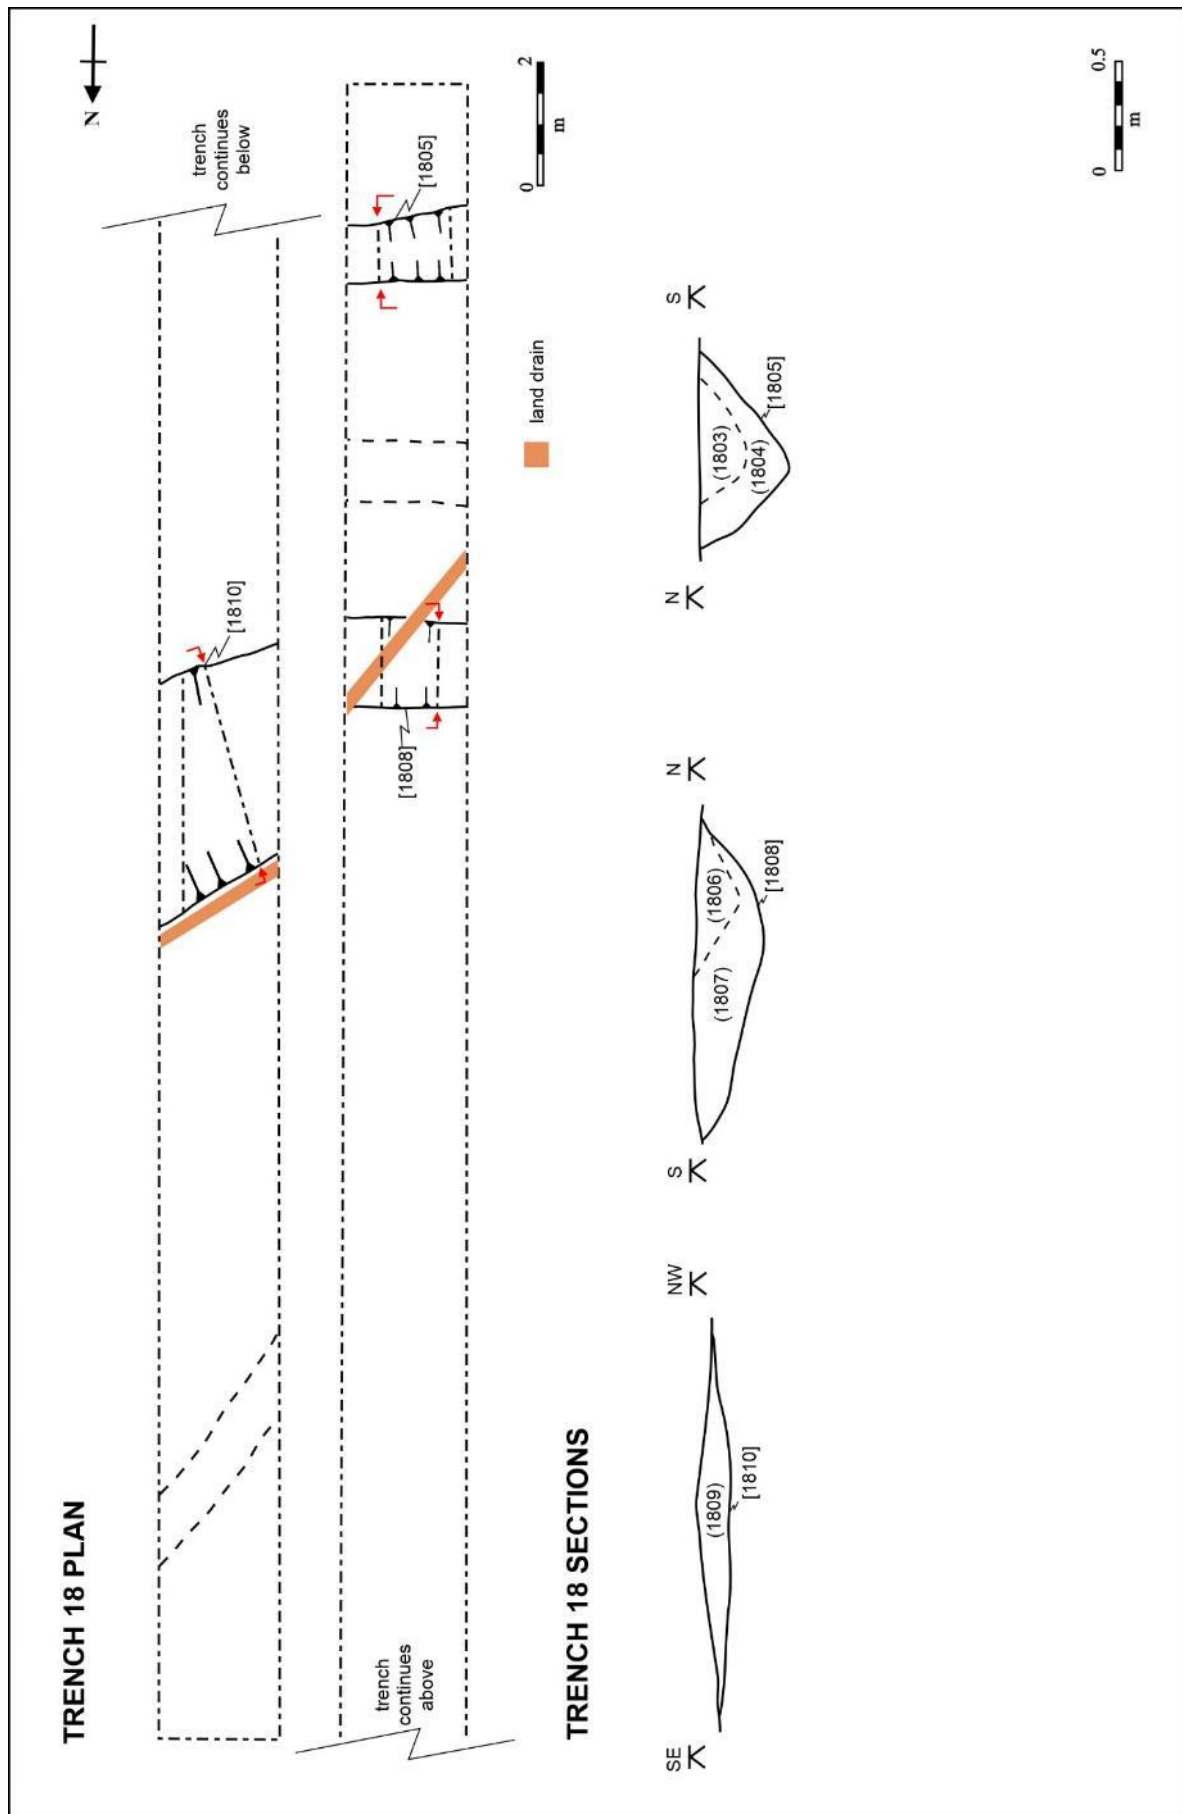 TRENCH 18 PLAN
N
trench
continues
below
[1810]
[1805]
[1808]
trench
continues
above
land drain
0
2
m
TRENCH 18 SECTIONS
SE
NW
(1809)
[1810]
S
N
(1807)
(1806)
[1808]
N
S
(1803)
(1804)
[1805]
0
0.5
m